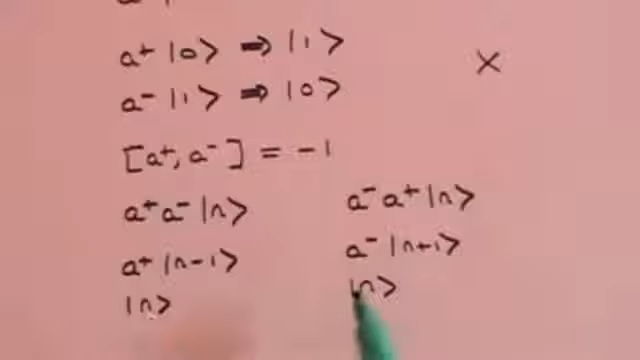 a⁺ |0> ⇒ |1>
a⁻ |1> ⇒ |0>
[a⁺, a⁻] = -1
a⁺a⁻ |n>
a⁺ |n-1>
|n>
a⁻a⁺ |n>
a⁻ |n+1>
|n>